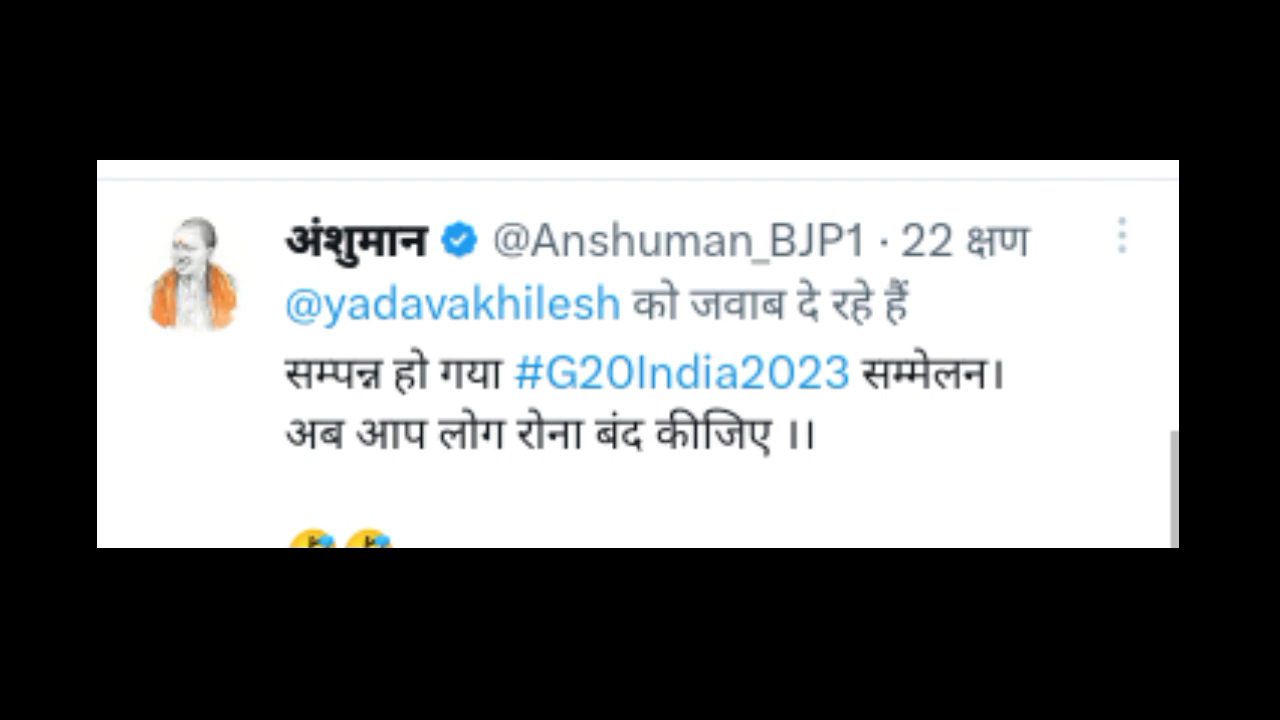 अंशुमान @Anshuman_BJP1 · 22 क्षण
@yadavakhilesh को जवाब दे रहे हैं
सम्पन्न हो गया #G20India2023 सम्मेलन।
अब आप लोग रोना बंद कीजिए ।।